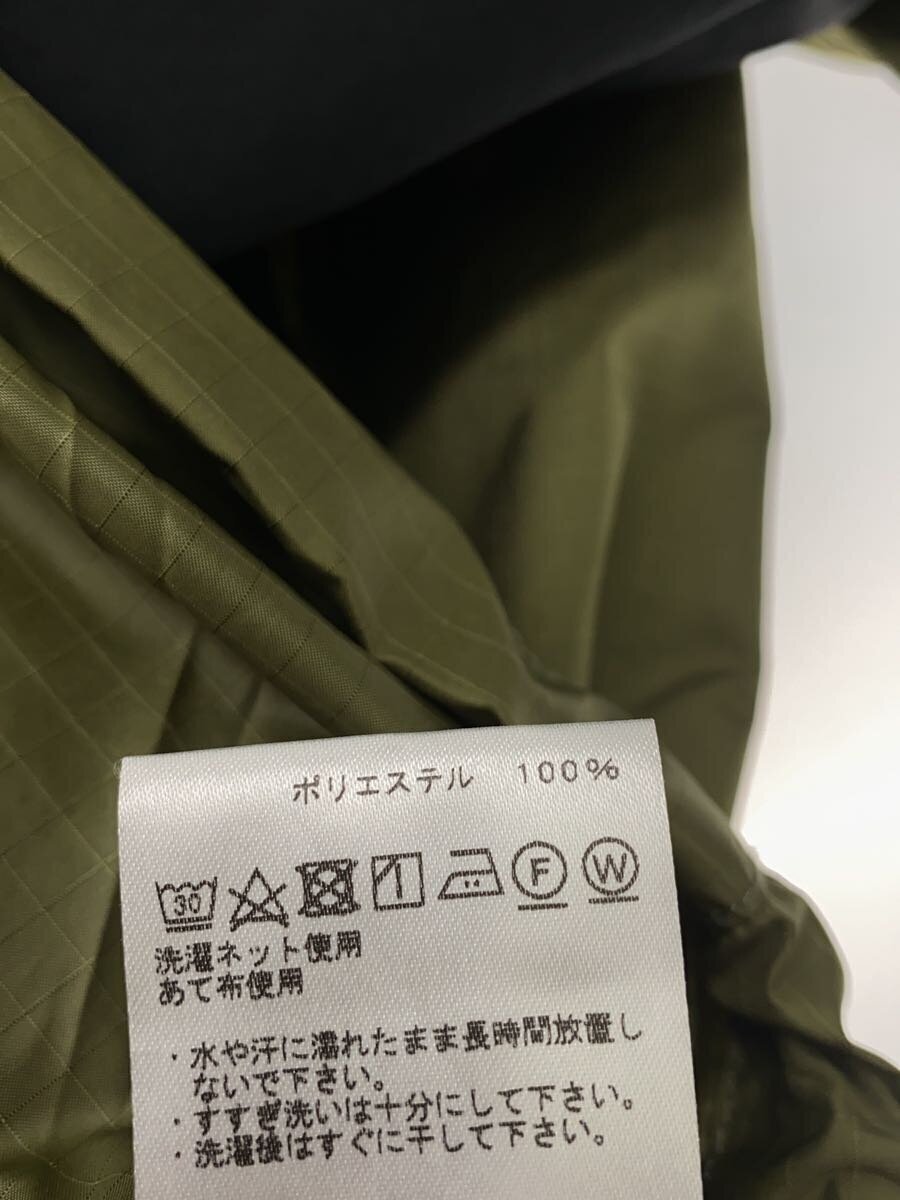 ポリエステル 100%
30 F W
洗濯ネット使用
あて布使用
・水や汗に濡れたまま長時間放置し
ないで下さい。
・すすぎ洗いは十分にして下さい。
・洗濯後はすぐに干して下さい。